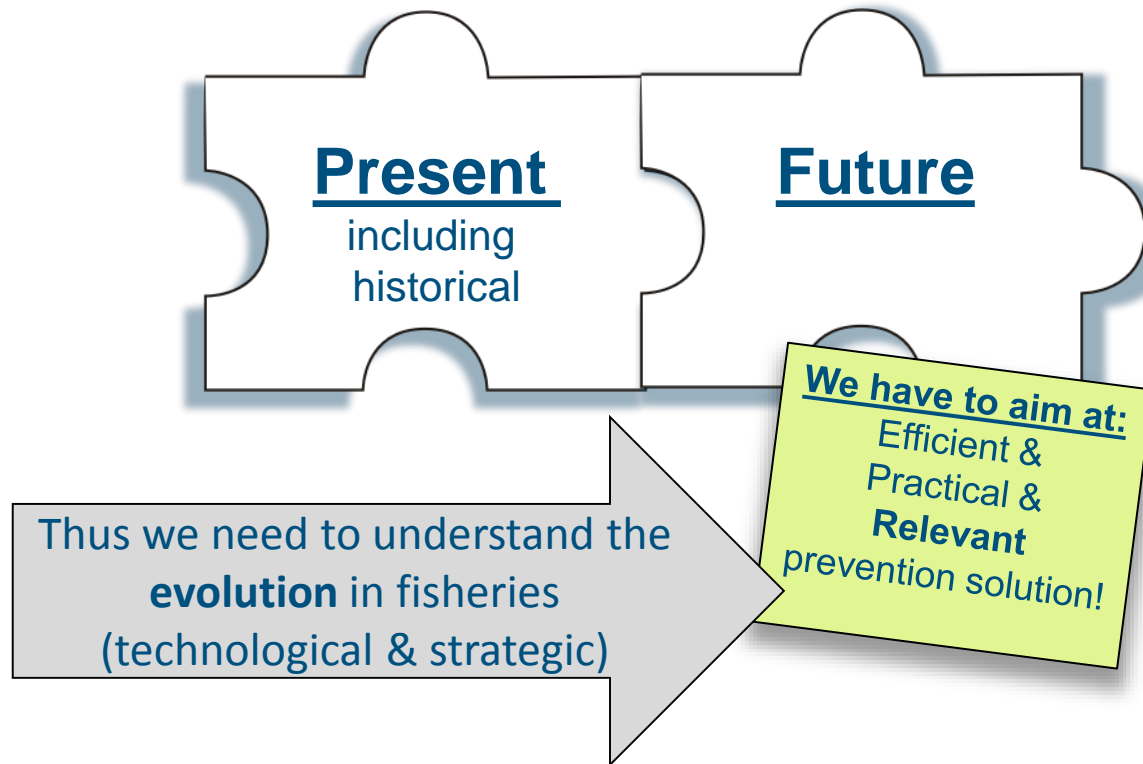 Present
including
historical
Future
We have to aim at:
Efficient &
Practical &
Relevant
prevention solution!
Thus we need to understand the
evolution in fisheries
(technological & strategic)